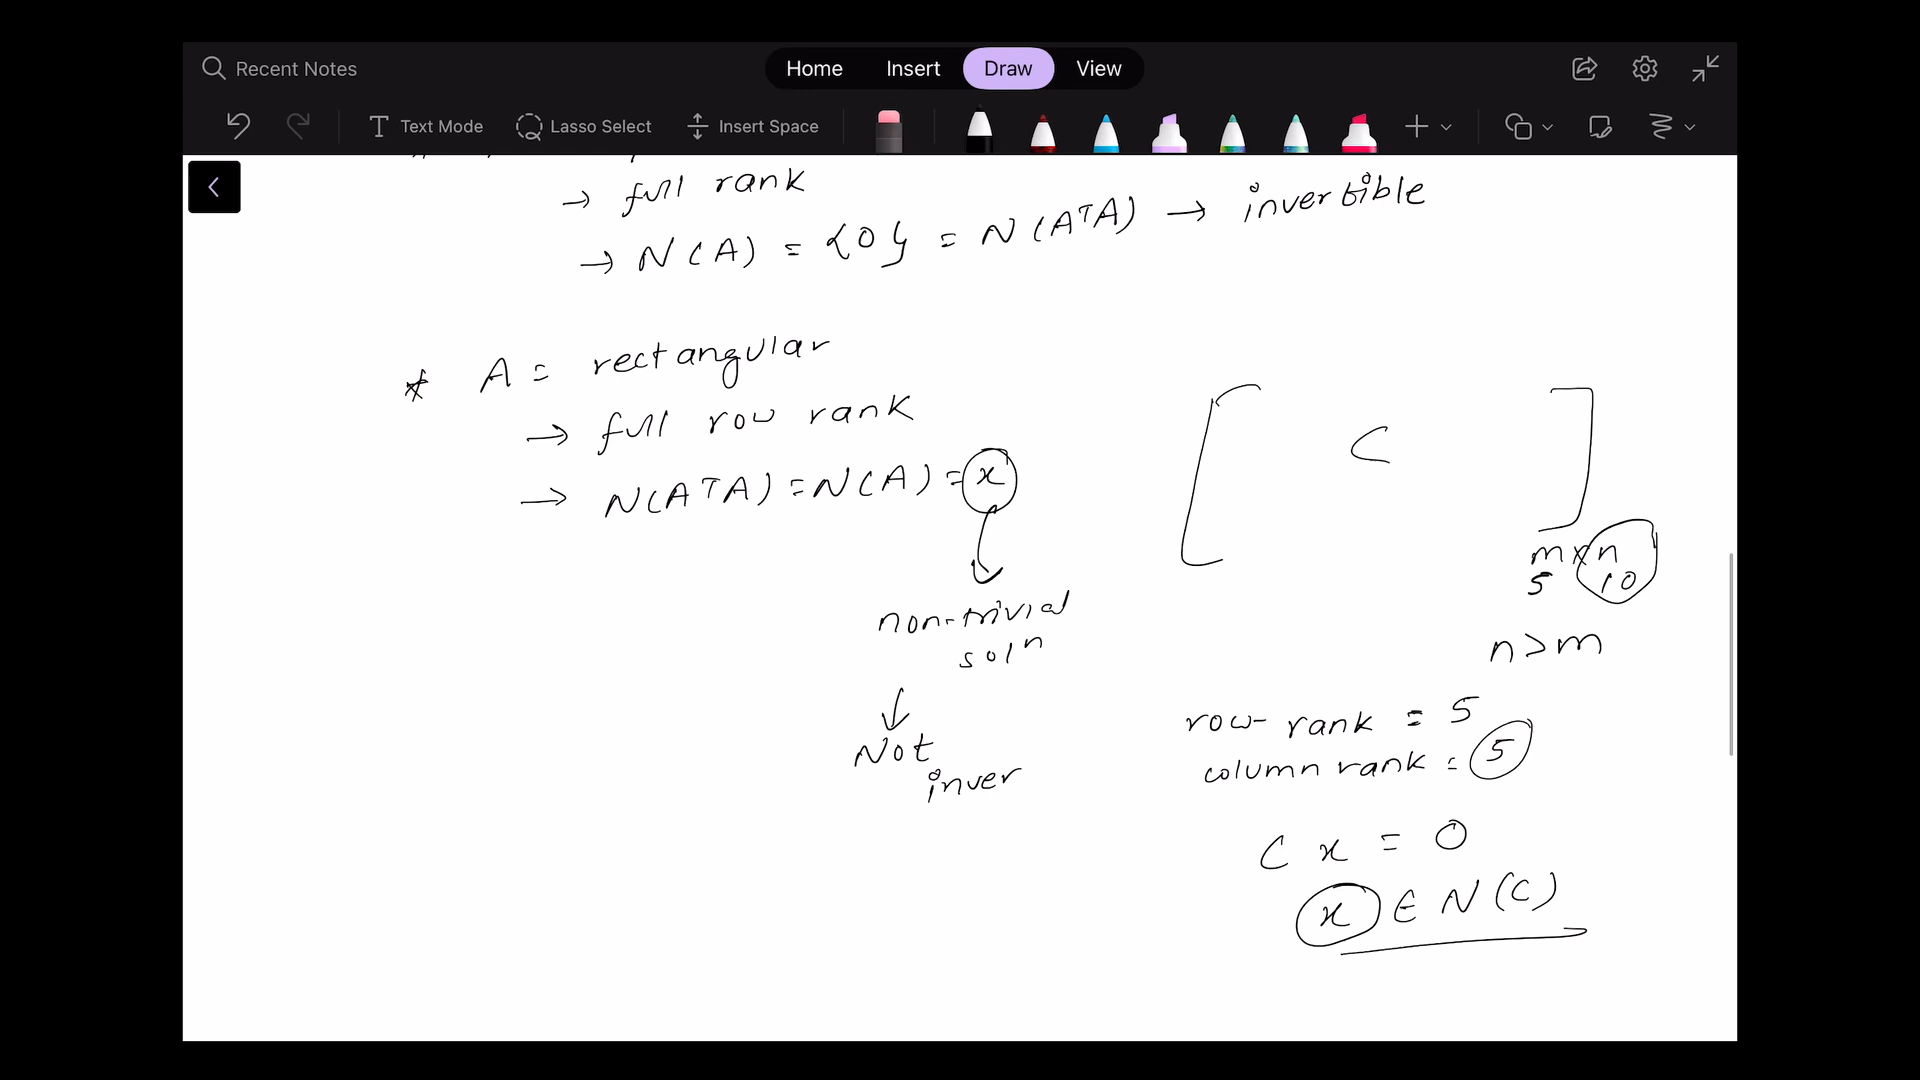 Recent Notes
Home Insert Draw View
Text Mode Lasso Select Insert Space
→ full rank
→ N(A) = {0} = N(AᵀA) → invertible
* A = rectangular
→ full row rank
→ N(AᵀA) = N(A) = x
non-trivial
solⁿ
↓
Not
inver
[ C ]
m x n
5 10
n>m
row-rank = 5
column rank = 5
C x = 0
x ∈ N(C)